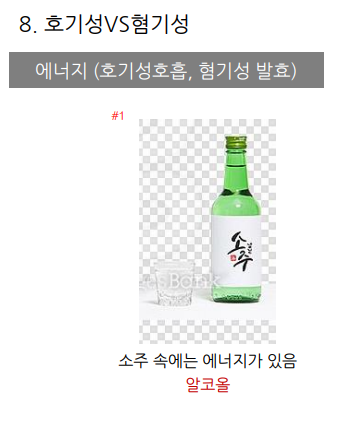 8. 호기성VS혐기성
에너지 (호기성호흡, 혐기성 발효)
#1
소주
소주 속에는 에너지가 있음
알코올